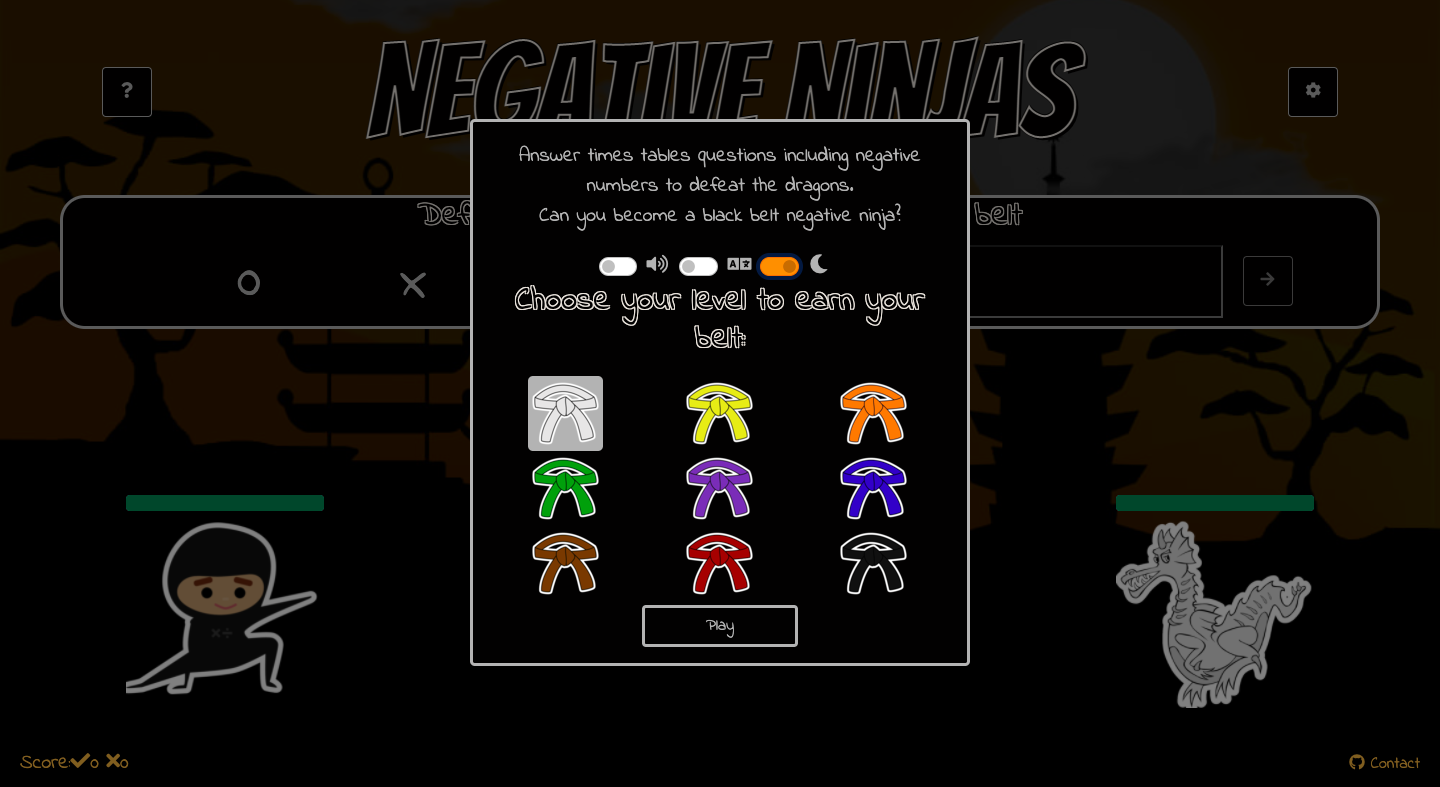 NEGATIVE NINJAS
?
Answer times tables questions including negative
numbers to defeat the dragons.
Can you become a black belt negative ninja?
Def
belt
0
×
Choose your level to earn your
belt:
Play
×÷
Score:✔0 ✖0
Contact